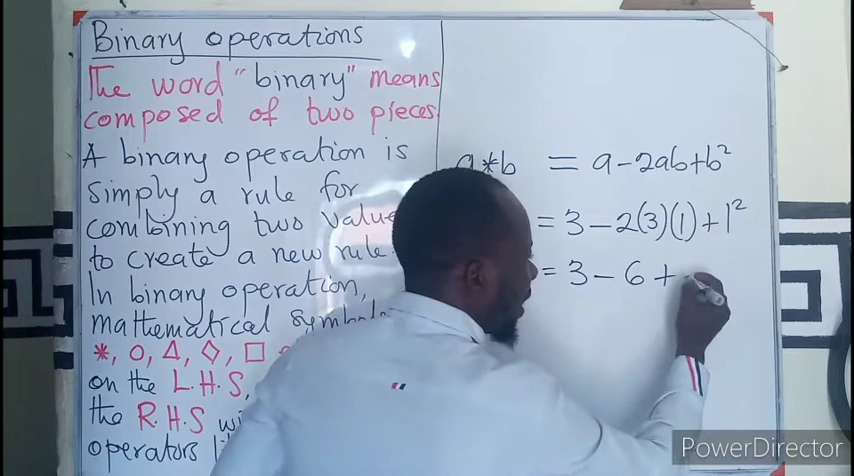 Binary operations
The word "binary" means
composed of two pieces.
A binary operation is
simply a rule for
combining two value
to create a new rule.
In binary operation,
mathematical symbols
*, O, Δ, ◇, □
on the L.H.S,
the R.H.S
operators
a*b = a-2ab+b²
= 3-2(3)(1)+1²
= 3-6+
PowerDirector